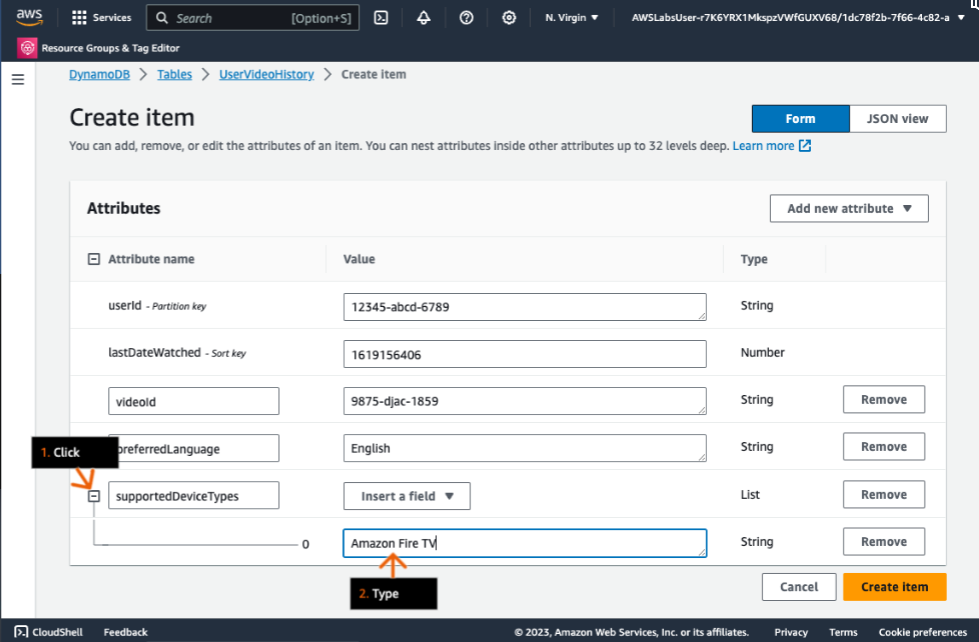 aws Services Search [Option+S] N. Virgin AWSLabsUser-r7K6YRX1MkspzVWfGUXV68/1dc78f2b-7f66-4c82-a
Resource Groups & Tag Editor
DynamoDB > Tables > UserVideoHistory > Create item
Create item
Form JSON view
You can add, remove, or edit the attributes of an item. You can nest attributes inside other attributes up to 32 levels deep. Learn more
Attributes
Add new attribute
Attribute name Value Type
userId - Partition key 12345-abcd-6789 String
lastDateWatched - Sort key 1619156406 Number
videoId 9875-djac-1859 String Remove
preferredLanguage English String Remove
1. Click
supportedDeviceTypes Insert a field List Remove
0 Amazon Fire TV String Remove
2. Type
Cancel Create item
CloudShell Feedback © 2023, Amazon Web Services, Inc. or its affiliates. Privacy Terms Cookie preferences